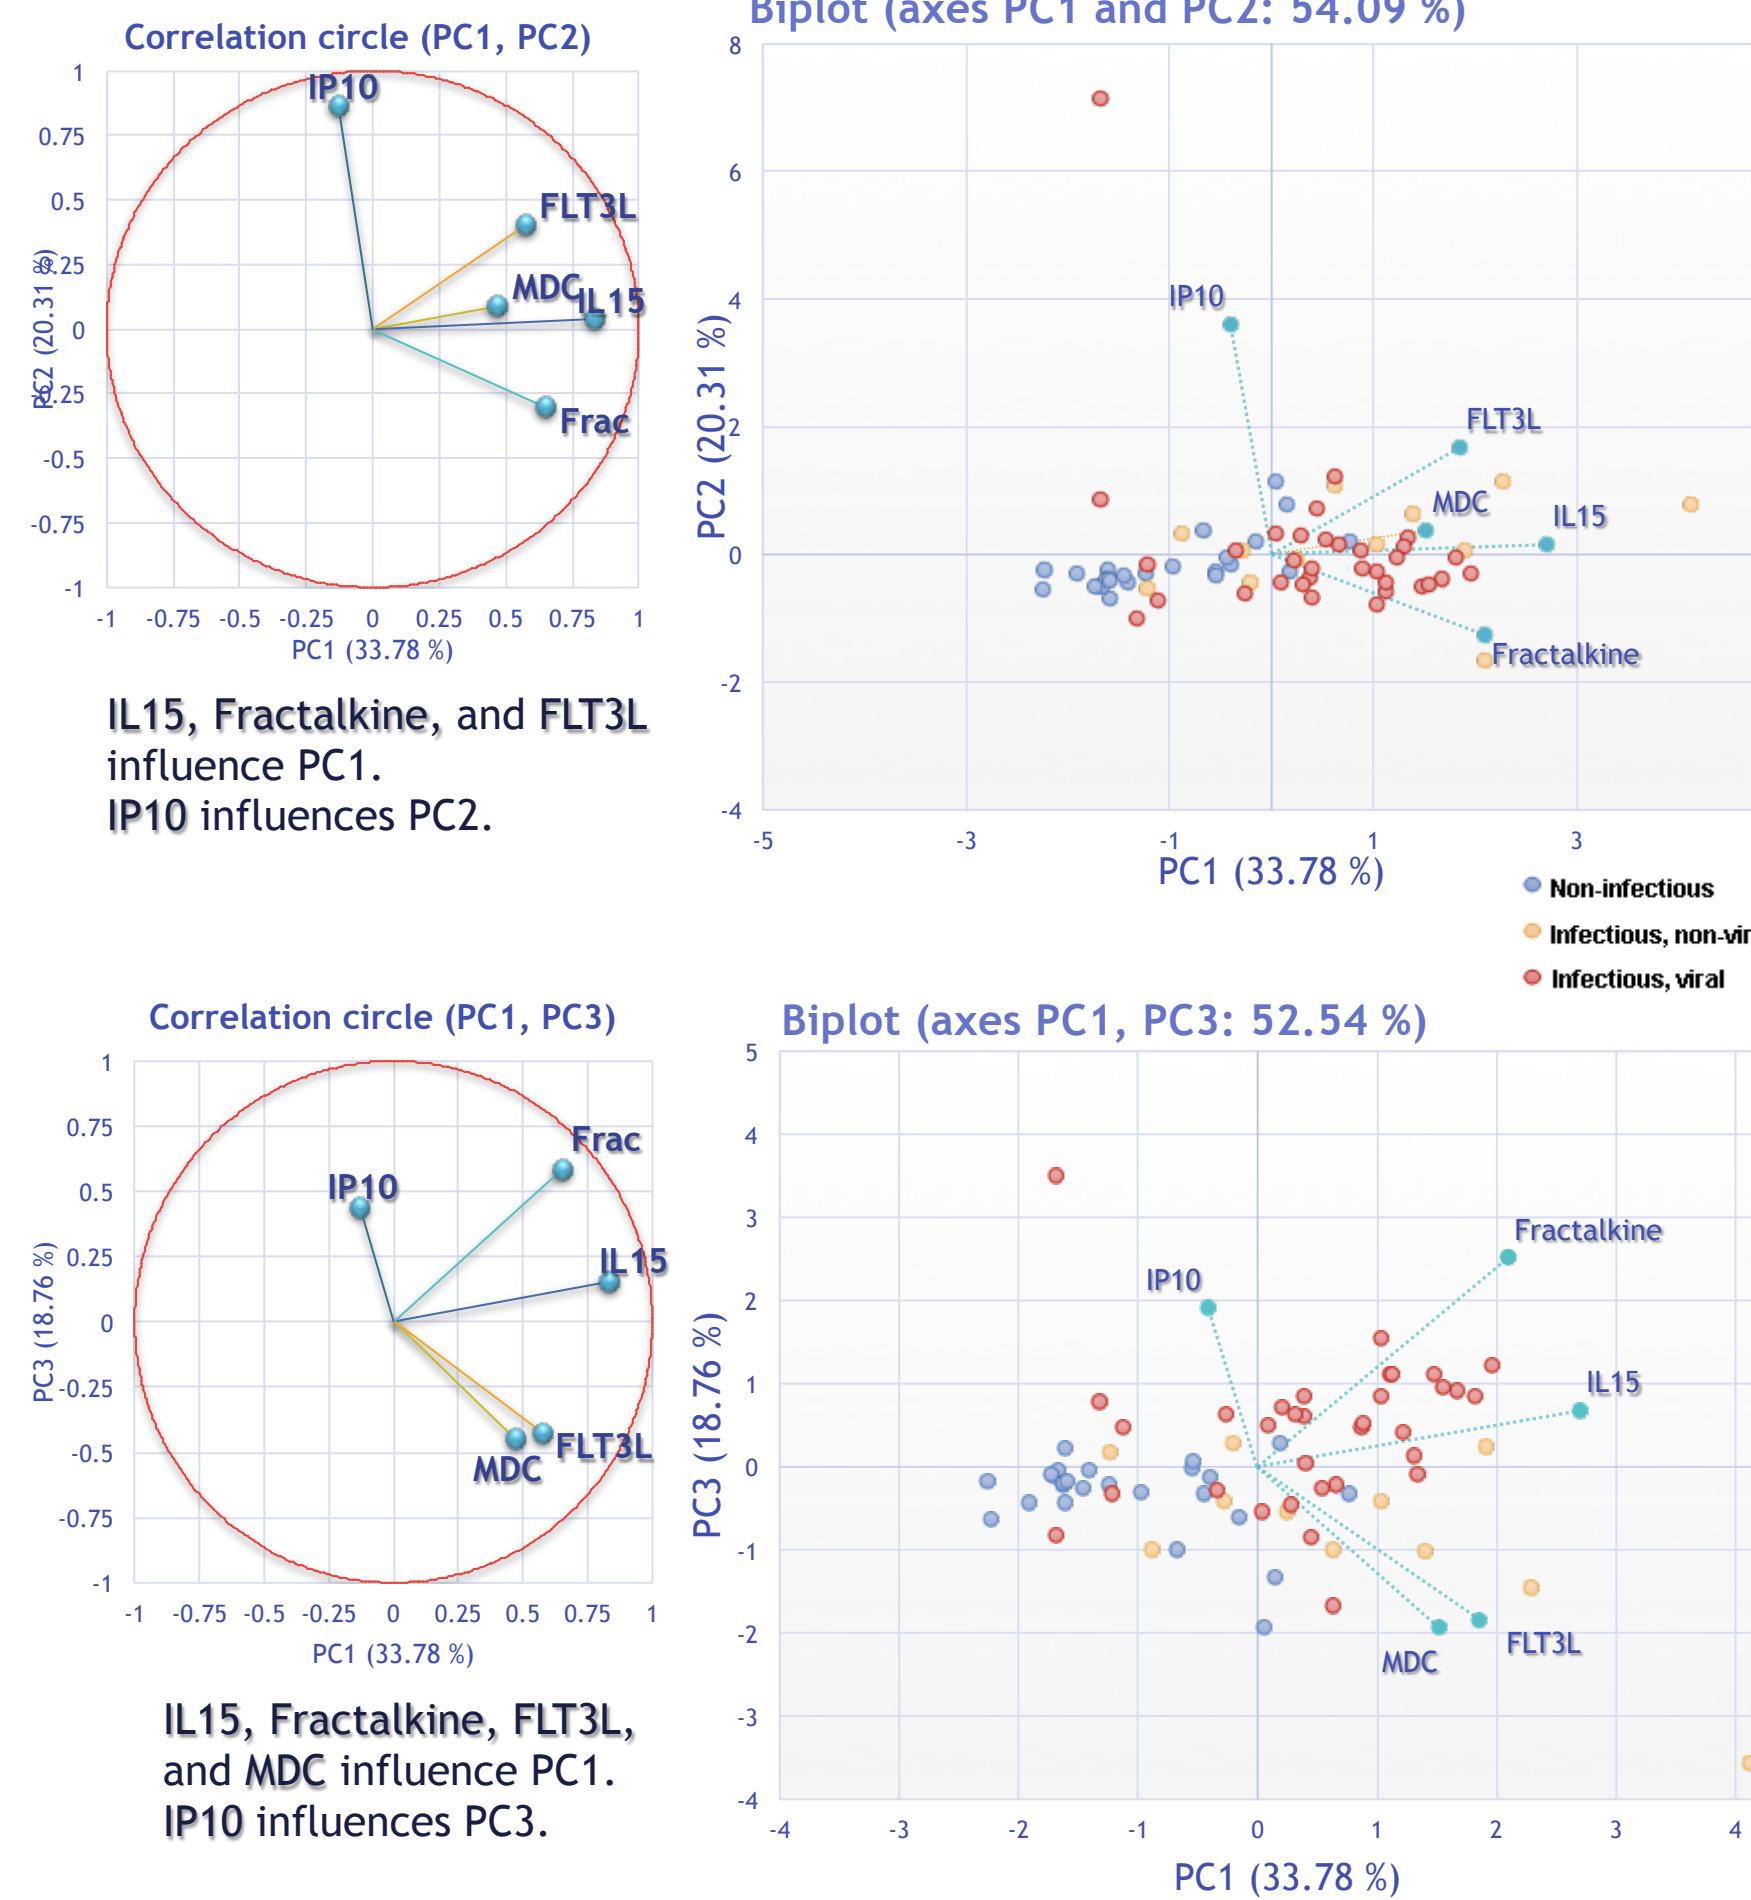 Correlation circle (PC1, PC2)
1
0.75
0.5
0.25
0
-0.25
-0.5
-0.75
-1
PC2 (20.31 %)
IP10
FLT3L
MDC
IL15
Frac
-1 -0.75 -0.5 -0.25 0 0.25 0.5 0.75 1
PC1 (33.78 %)
IL15, Fractalkine, and FLT3L
influence PC1.
IP10 influences PC2.
Biplot (axes PC1 and PC2: 54.09 %)
8
6
4
2
0
-2
-4
PC2 (20.31 %)
IP10
FLT3L
MDC
IL15
Fractalkine
-5 -3 -1 1 3
PC1 (33.78 %)
Non-infectious
Infectious, non-vir
Infectious, viral
Correlation circle (PC1, PC3)
1
0.75
0.5
0.25
0
-0.25
-0.5
-0.75
-1
PC3 (18.76 %)
Frac
IP10
IL15
FLT3L
MDC
-1 -0.75 -0.5 -0.25 0 0.25 0.5 0.75 1
PC1 (33.78 %)
IL15, Fractalkine, FLT3L,
and MDC influence PC1.
IP10 influences PC3.
Biplot (axes PC1, PC3: 52.54 %)
5
4
3
2
1
0
-1
-2
-3
-4
PC3 (18.76 %)
Fractalkine
IP10
IL15
FLT3L
MDC
-4 -3 -2 -1 0 1 2 3 4
PC1 (33.78 %)